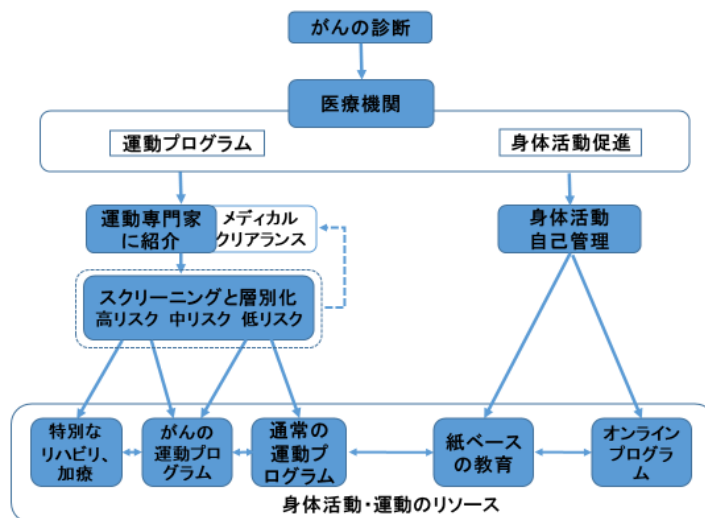 がんの診断
医療機関
運動プログラム
身体活動促進
運動専門家
に紹介
メディカル
クリアランス
身体活動
自己管理
スクリーニングと層別化
高リスク 中リスク 低リスク
特別な
リハビリ、
加療
がんの
運動プロ
グラム
通常の
運動プロ
グラム
紙ベース
の教育
オンライン
プログラ
ム
身体活動・運動のリソース